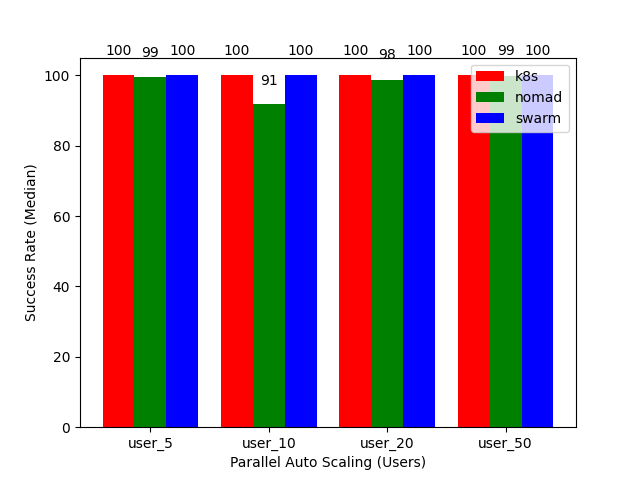 100 99 100 100 91 100 100 98 100 100 99 100
k8s
nomad
swarm
100
80
60
40
20
0
Success Rate (Median)
user_5 user_10 user_20 user_50
Parallel Auto Scaling (Users)